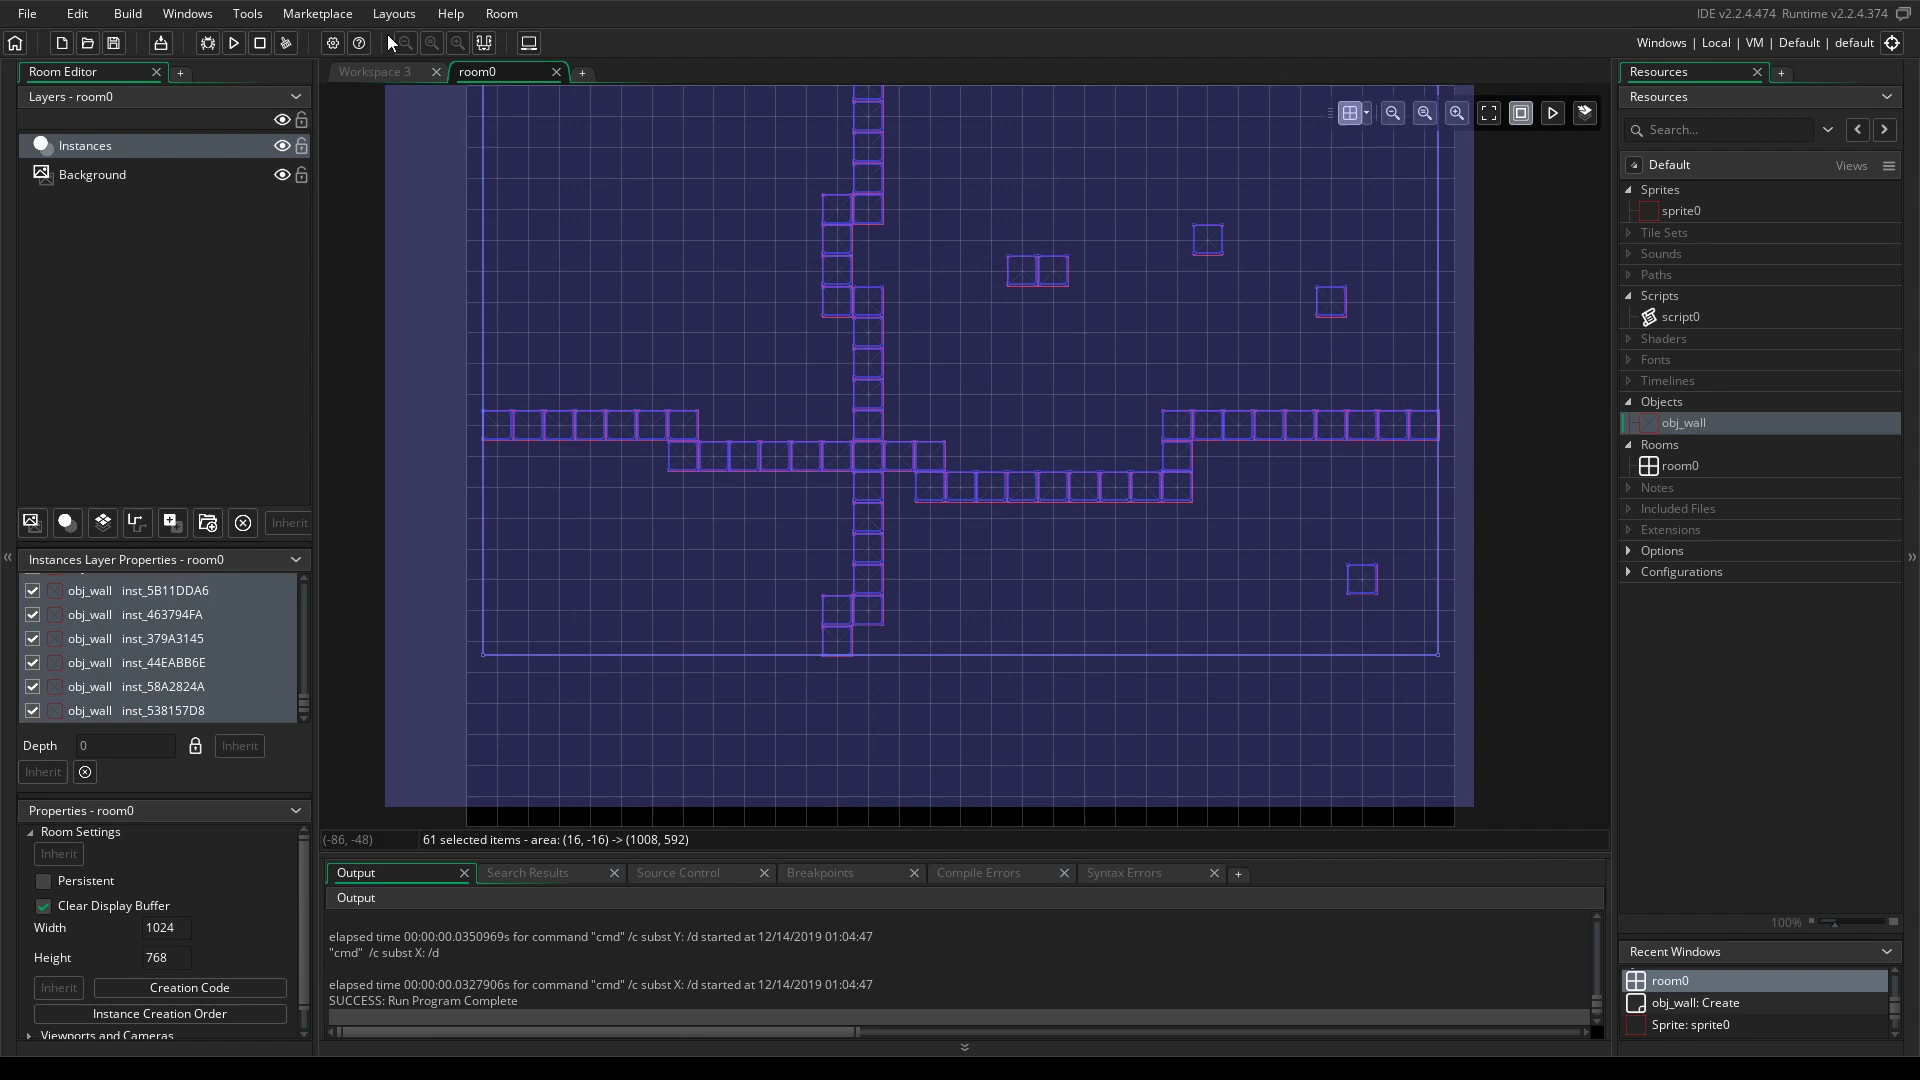 File Edit Build Windows Tools Marketplace Layouts Help Room
IDE v2.2.4.474 Runtime v2.2.4.374
Windows | Local | VM | Default | default
Room Editor
Workspace 3
room0
Resources
Layers - room0
Resources
Instances
Search...
Background
Default
Views
Sprites
sprite0
Tile Sets
Sounds
Paths
Scripts
script0
Shaders
Fonts
Timelines
Objects
obj_wall
Rooms
room0
Notes
Included Files
Extensions
Options
Configurations
Inherit
Instances Layer Properties - room0
obj_wall inst_5B11DDA6
obj_wall inst_463794FA
obj_wall inst_379A3145
obj_wall inst_44EABB6E
obj_wall inst_58A2824A
obj_wall inst_538157D8
Depth 0 Inherit
Inherit
Properties - room0
Room Settings
Inherit
Persistent
Clear Display Buffer
Width 1024
Height 768
Inherit Creation Code
Instance Creation Order
Viewports and Cameras
(-86, -48) 61 selected items - area: (16, -16) -> (1008, 592)
Output Search Results Source Control Breakpoints Compile Errors Syntax Errors
Output
elapsed time 00:00:00.0350969s for command "cmd" /c subst Y: /d started at 12/14/2019 01:04:47
"cmd" /c subst X: /d
elapsed time 00:00:00.0327906s for command "cmd" /c subst X: /d started at 12/14/2019 01:04:47
SUCCESS: Run Program Complete
100%
Recent Windows
room0
obj_wall: Create
Sprite: sprite0